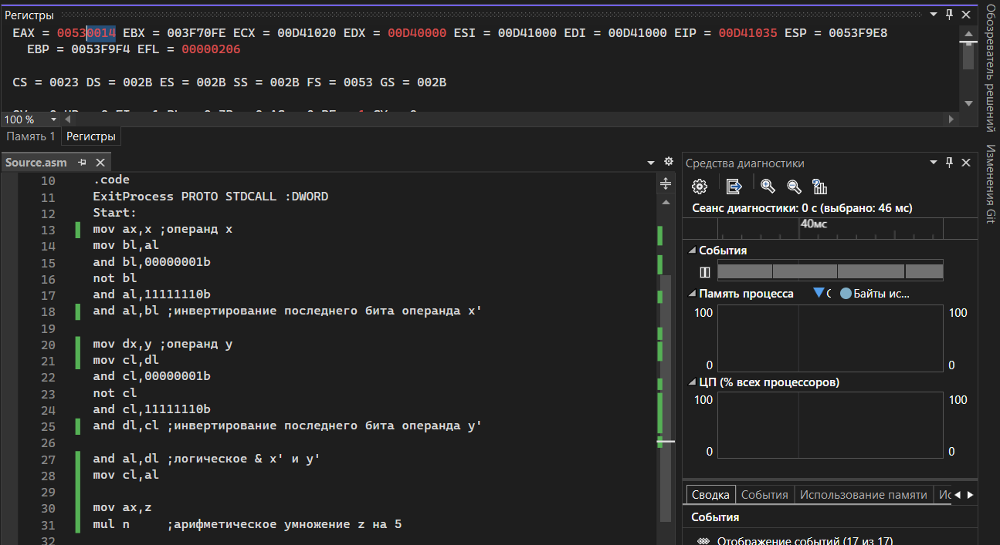 Регистры
EAX = 00530014 EBX = 003F70FE ECX = 00D41020 EDX = 00D40000 ESI = 00D41000 EDI = 00D41000 EIP = 00D41035 ESP = 0053F9E8
EBP = 0053F9F4 EFL = 00000206
CS = 0023 DS = 002B ES = 002B SS = 002B FS = 0053 GS = 002B
100 %
Память 1 Регистры
Обозреватель решений
Изменения Git
Source.asm
10 .code
11 ExitProcess PROTO STDCALL :DWORD
12 Start:
13 mov ax,x ;операнд x
14 mov bl,al
15 and bl,00000001b
16 not bl
17 and al,11111110b
18 and al,bl ;инвертирование последнего бита операнда x'
19
20 mov dx,y ;операнд y
21 mov cl,dl
22 and cl,00000001b
23 not cl
24 and cl,11111110b
25 and dl,cl ;инвертирование последнего бита операнда y'
26
27 and al,dl ;логическое & x' и y'
28 mov cl,al
29
30 mov ax,z
31 mul n ;арифметическое умножение z на 5
32
Средства диагностики
Сеанс диагностики: 0 с (выбрано: 46 мс)
40мс
События
Память процесса С Байты ис...
100 100
0 0
ЦП (% всех процессоров)
100 100
0 0
Сводка События Использование памяти Ис
События
Отображение событий (17 из 17)